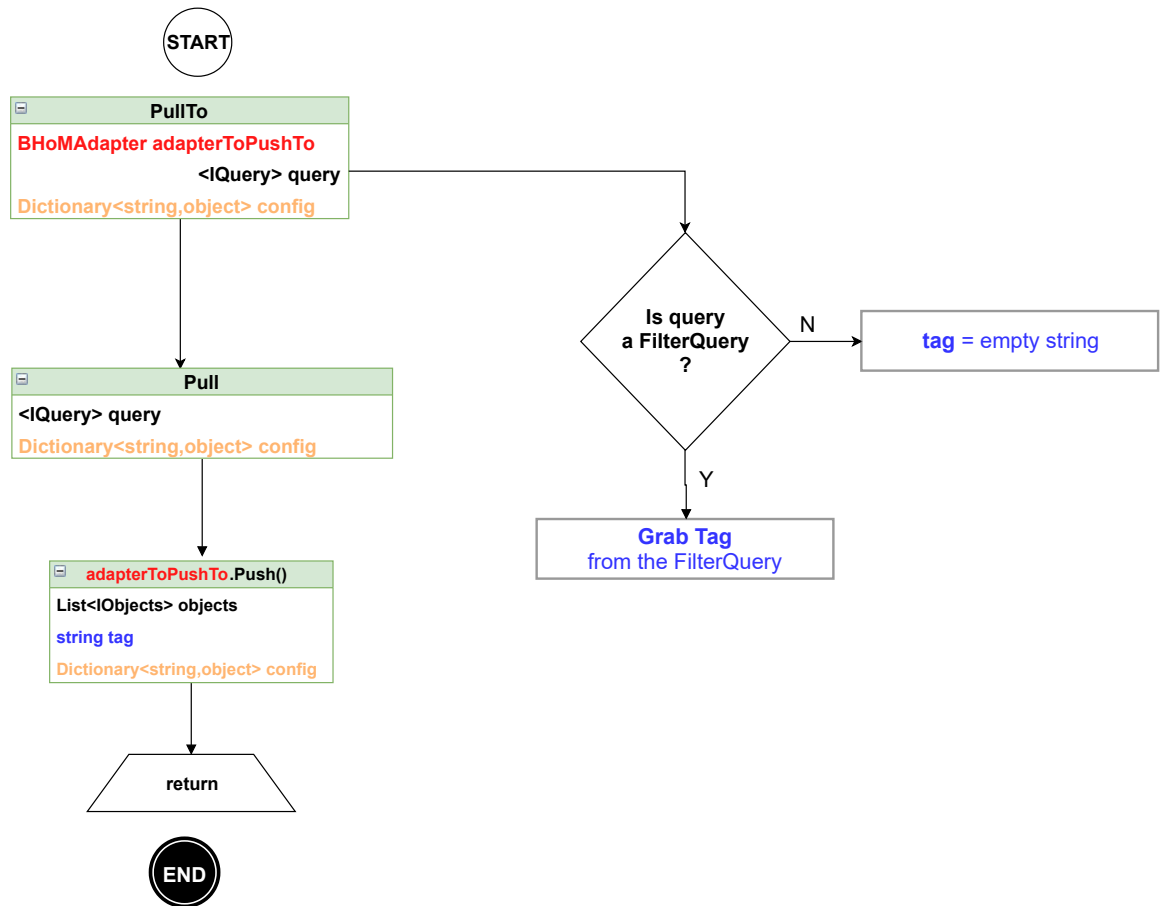 START
PullTo
BHoMAdapter adapterToPushTo
<IQuery> query
Dictionary<string,object> config
Is query
a FilterQuery
?
N
tag = empty string
Y
Grab Tag
from the FilterQuery
Pull
<IQuery> query
Dictionary<string,object> config
adapterToPushTo.Push()
List<IObjects> objects
string tag
Dictionary<string,object> config
return
END